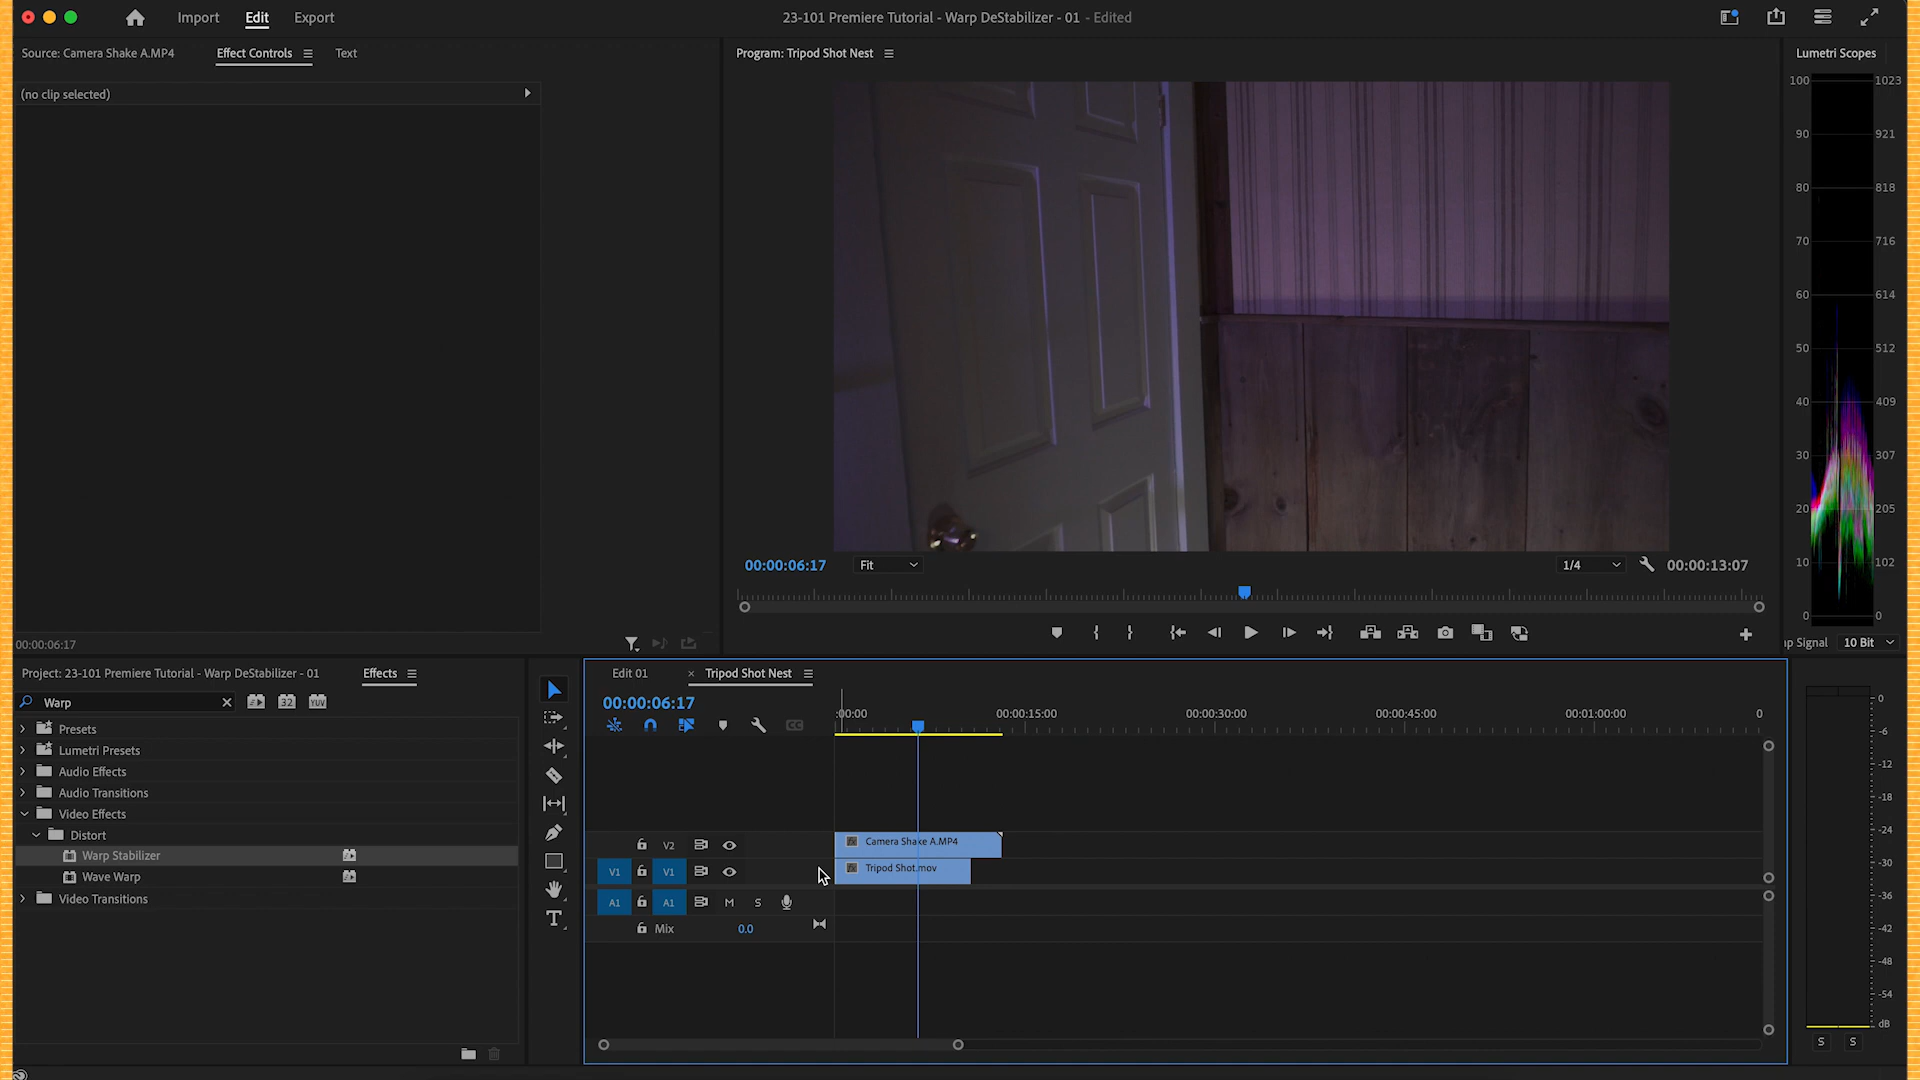 Import Edit Export
23-101 Premiere Tutorial - Warp DeStabilizer - 01 - Edited
Source: Camera Shake A.MP4 Effect Controls Text
Program: Tripod Shot Nest
Lumetri Scopes
(no clip selected)
100 1023
90 921
80 818
70 716
60 614
50 512
40 409
30 307
20 205
10 102
0 0
00:00:06:17 Fit 1/4 00:00:13:07
00:00:06:17
p Signal 10 Bit
Project: 23-101 Premiere Tutorial - Warp DeStabilizer - 01 Effects
Warp 32 YUV
Presets
Lumetri Presets
Audio Effects
Audio Transitions
Video Effects
Distort
Warp Stabilizer
Wave Warp
Video Transitions
Edit 01 × Tripod Shot Nest
00:00:06:17
:00:00 00:00:15:00 00:00:30:00 00:00:45:00 00:01:00:00 0
V2 Camera Shake A.MP4
V1 V1 Tripod Shot.mov
A1 A1 M S
Mix 0.0
0
-6
-12
-18
-24
-30
-36
-42
-48
-54
dB
S S